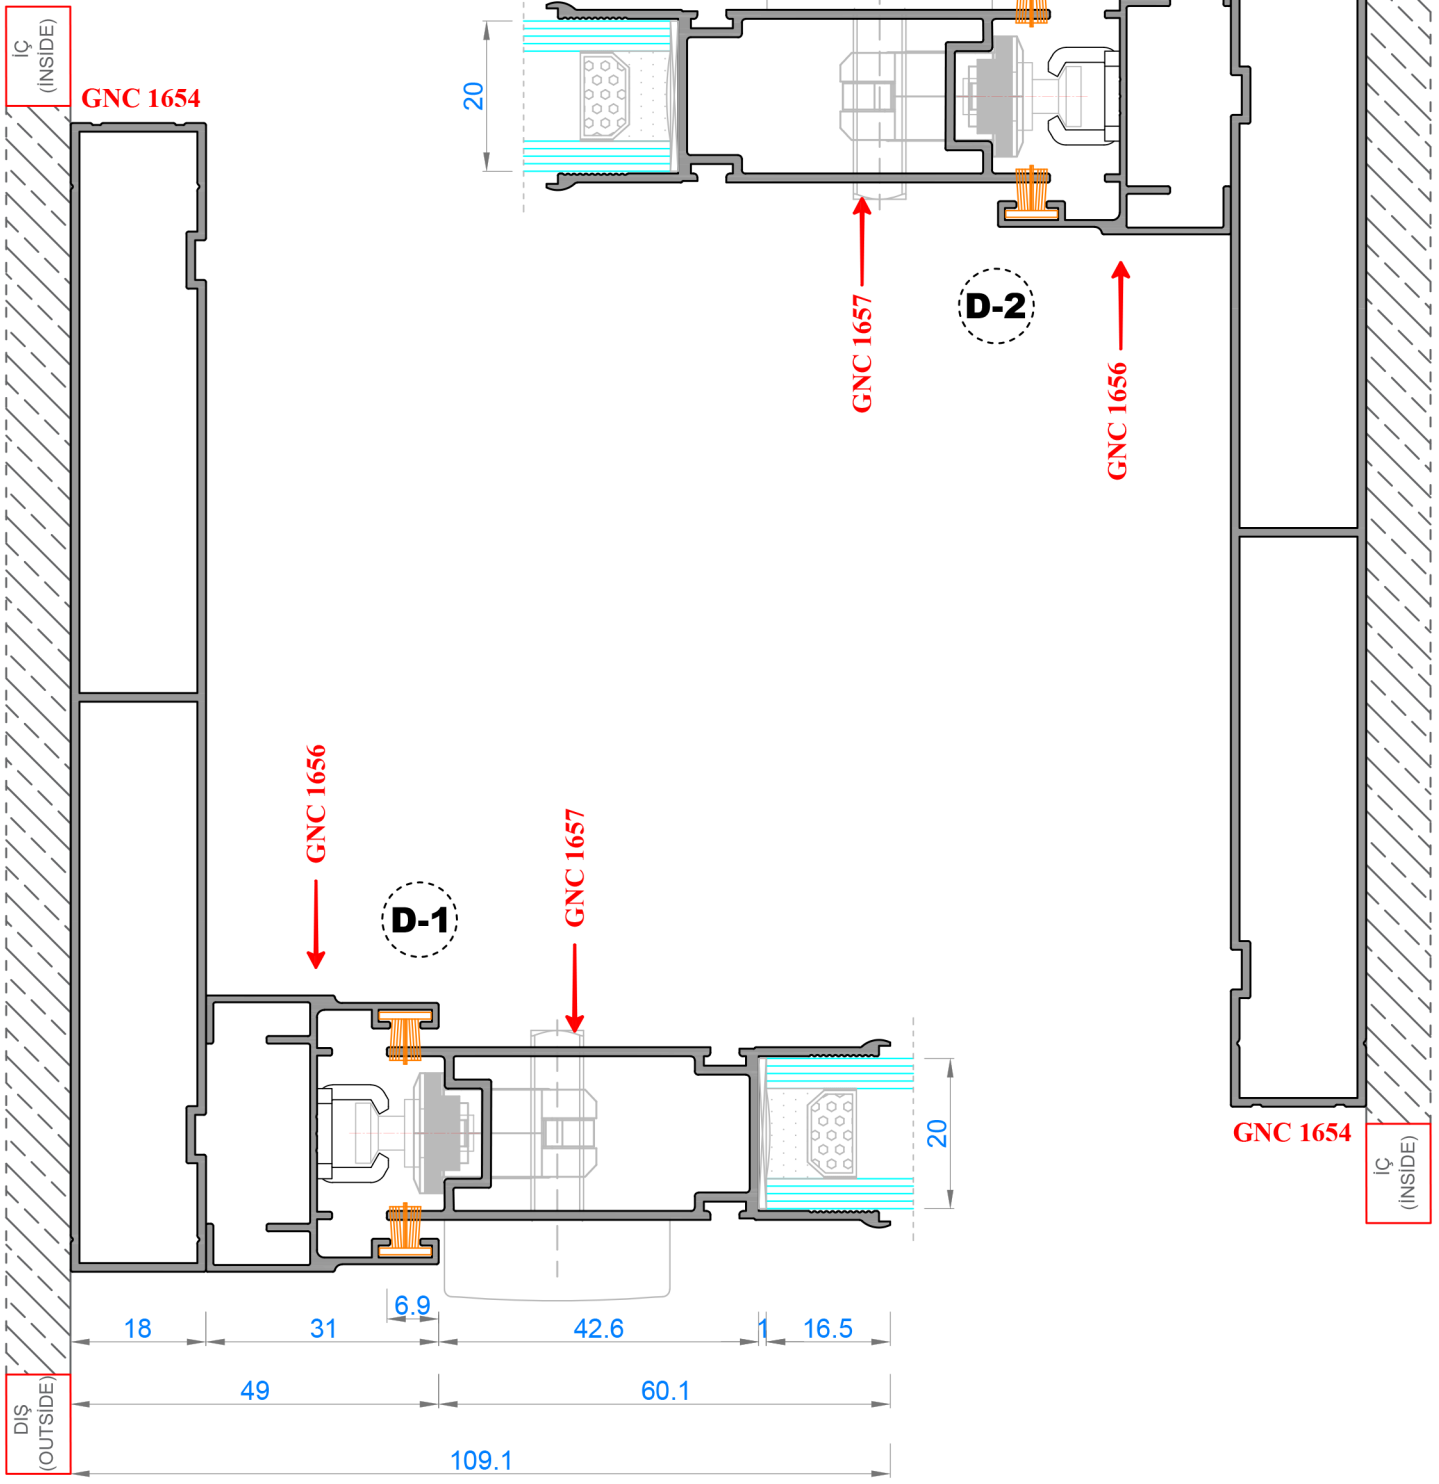 İÇ
(İNSİDE)
GNC 1654
20
GNC 1657
D-2
GNC 1656
GNC 1656
GNC 1657
D-1
20
GNC 1654
İÇ
(İNSİDE)
6.9
18
31
42.6
1
16.5
49
60.1
DIŞ
(OUTSİDE)
109.1